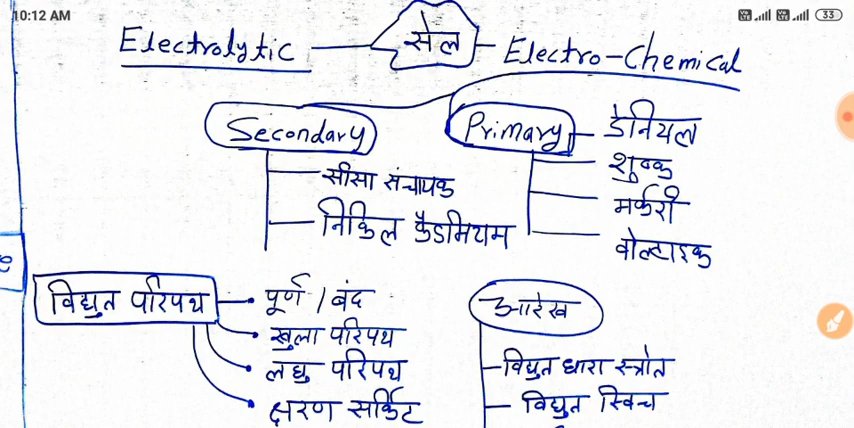 10:12 AM 33
Electrolytic सेल Electro-Chemical
Secondary Primary डेनियल
शुष्क
सीसा संचायक मर्करी
निकिल कैडमियम वोल्टाइक
विद्युत परिपथ पूर्ण / बंद आरेख
खुला परिपथ
लघु परिपथ विद्युत धारा स्त्रोत
क्षरण सर्किट विद्युत स्विच